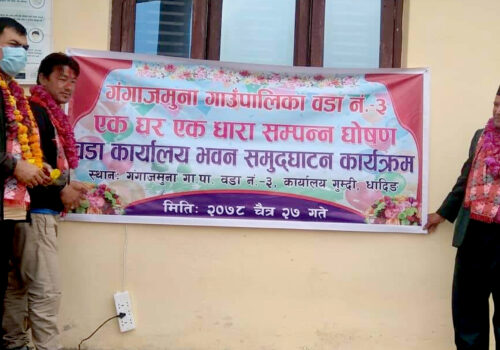 गंगाजमुना गाउँपालिका वडा नं.-३
एक घर एक धारा सम्पन्न घोषण
वडा कार्यालय भवन समुदघाटन कार्यक्रम
स्थान: गंगाजमुना गा.पा. वडा नं -३, कार्यालय गुम्दी, धादिङ
मिति: २०७८ चैत्र २७ गते